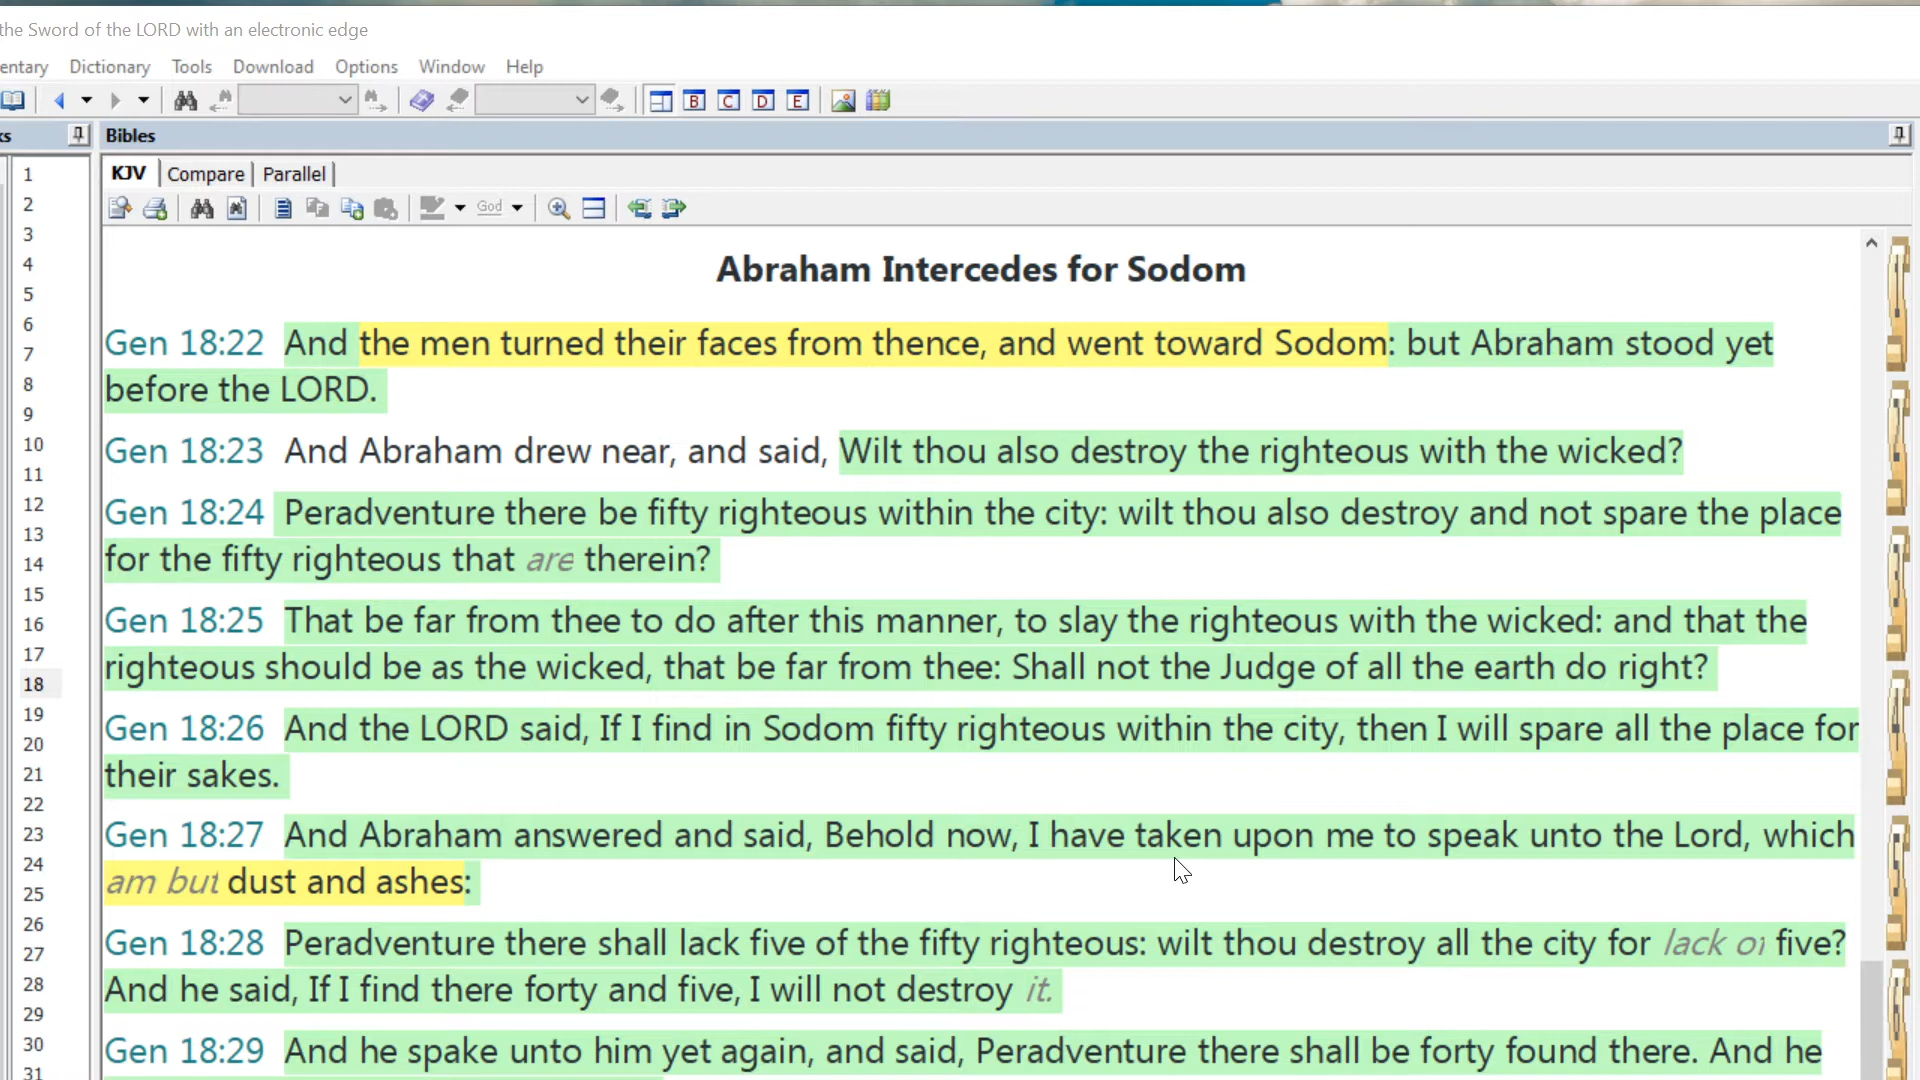 the Sword of the LORD with an electronic edge
entary Dictionary Tools Download Options Window Help
B C D E
ks Bibles
KJV Compare Parallel
God
Abraham Intercedes for Sodom
Gen 18:22 And the men turned their faces from thence, and went toward Sodom: but Abraham stood yet
before the LORD.
Gen 18:23 And Abraham drew near, and said, Wilt thou also destroy the righteous with the wicked?
Gen 18:24 Peradventure there be fifty righteous within the city: wilt thou also destroy and not spare the place
for the fifty righteous that are therein?
Gen 18:25 That be far from thee to do after this manner, to slay the righteous with the wicked: and that the
righteous should be as the wicked, that be far from thee: Shall not the Judge of all the earth do right?
Gen 18:26 And the LORD said, If I find in Sodom fifty righteous within the city, then I will spare all the place for
their sakes.
Gen 18:27 And Abraham answered and said, Behold now, I have taken upon me to speak unto the Lord, which
am but dust and ashes:
Gen 18:28 Peradventure there shall lack five of the fifty righteous: wilt thou destroy all the city for lack of five?
And he said, If I find there forty and five, I will not destroy it.
Gen 18:29 And he spake unto him yet again, and said, Peradventure there shall be forty found there. And he
1
2
3
4
5
6
7
8
9
10
11
12
13
14
15
16
17
18
19
20
21
22
23
24
25
26
27
28
29
30
31